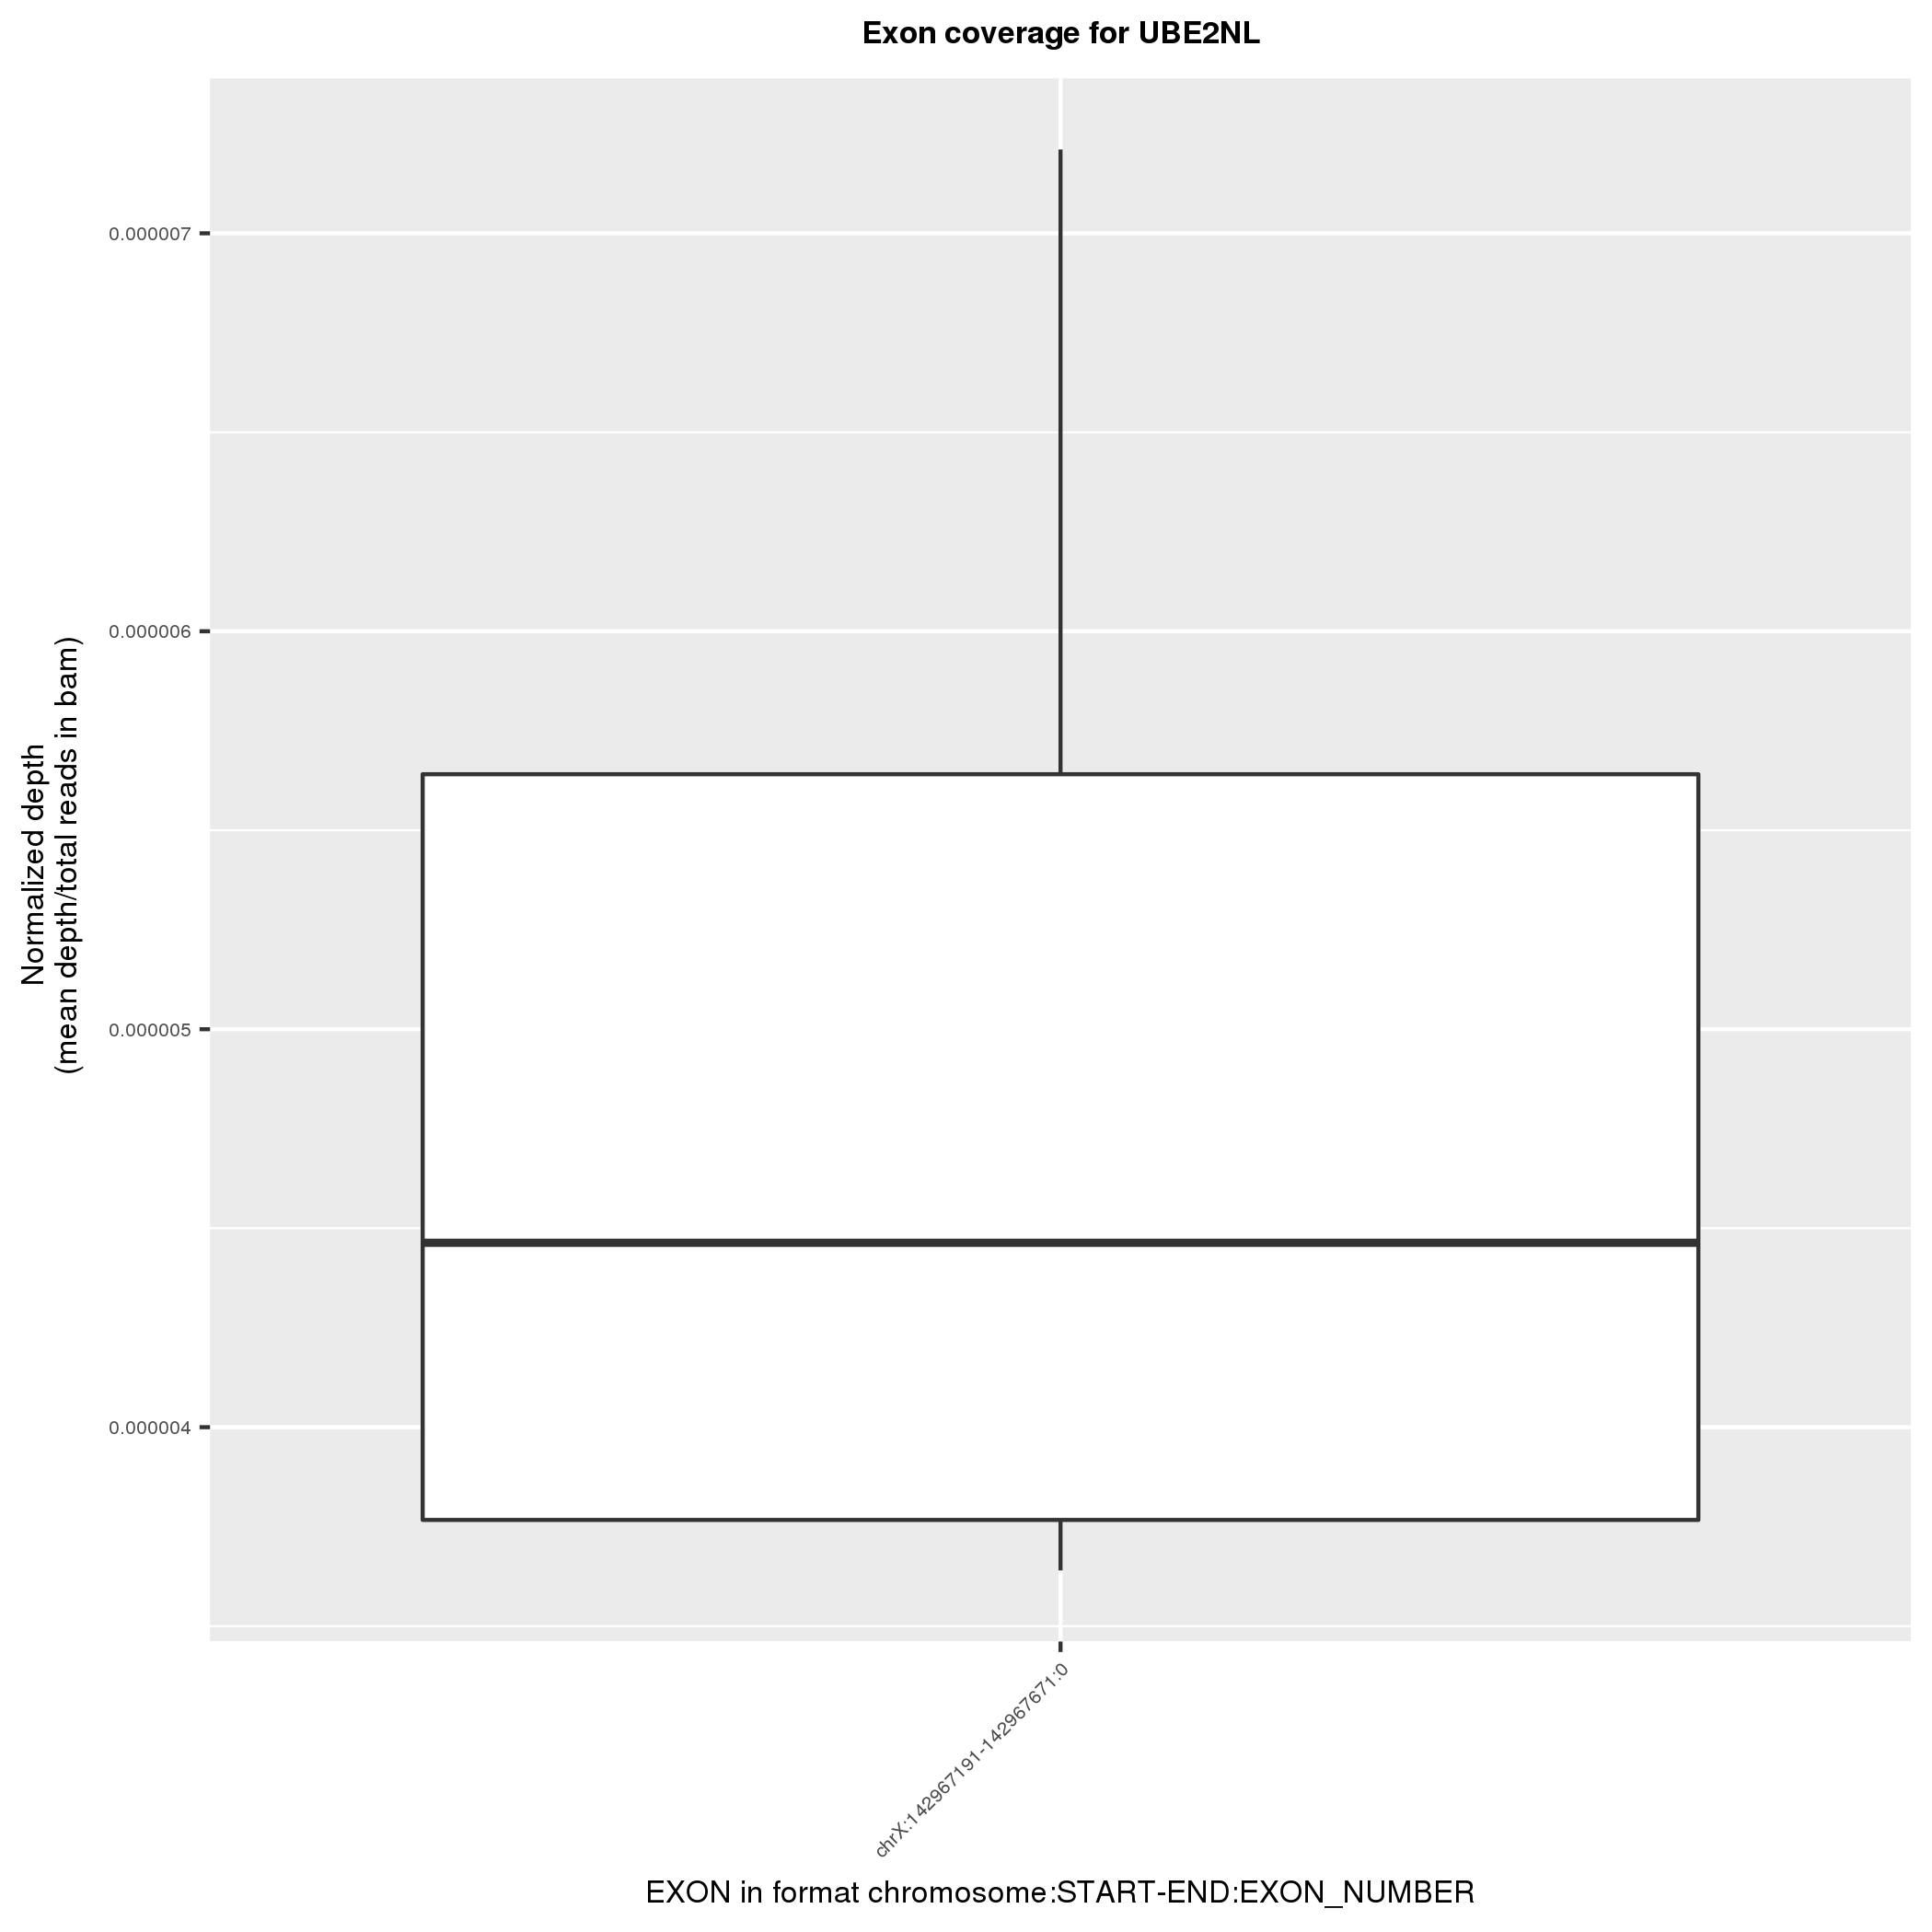 Exon coverage for UBE2NL
Normalized depth
(mean depth/total reads in bam)
0.000007
0.000006
0.000005
0.000004
chrX:142967191-142967671:0
EXON in format chromosome:START-END:EXON_NUMBER